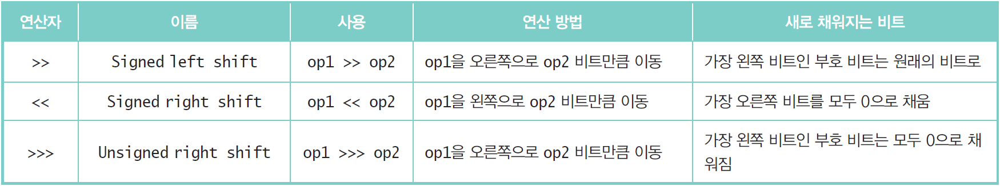 연산자 이름 사용 연산 방법 새로 채워지는 비트
>> Signed left shift op1 >> op2 op1을 오른쪽으로 op2 비트만큼 이동 가장 왼쪽 비트인 부호 비트는 원래의 비트로
<< Signed right shift op1 << op2 op1을 왼쪽으로 op2 비트만큼 이동 가장 오른쪽 비트를 모두 0으로 채움
>>> Unsigned right shift op1 >>> op2 op1을 오른쪽으로 op2 비트만큼 이동 가장 왼쪽 비트인 부호 비트는 모두 0으로 채
워짐